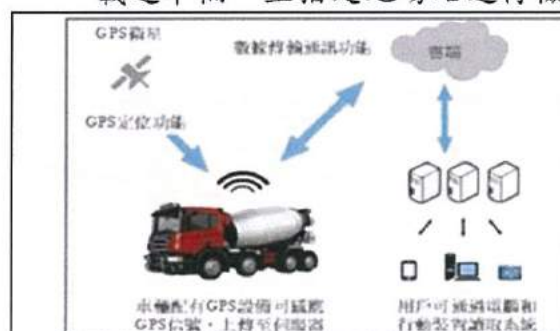 GPS衛星
數據傳輸通訊功能
雲端
GPS定位功能
車輛配有GPS設備可感應
GPS信號,上傳至伺服器
用戶可通過電腦和
行動裝置讀取系統